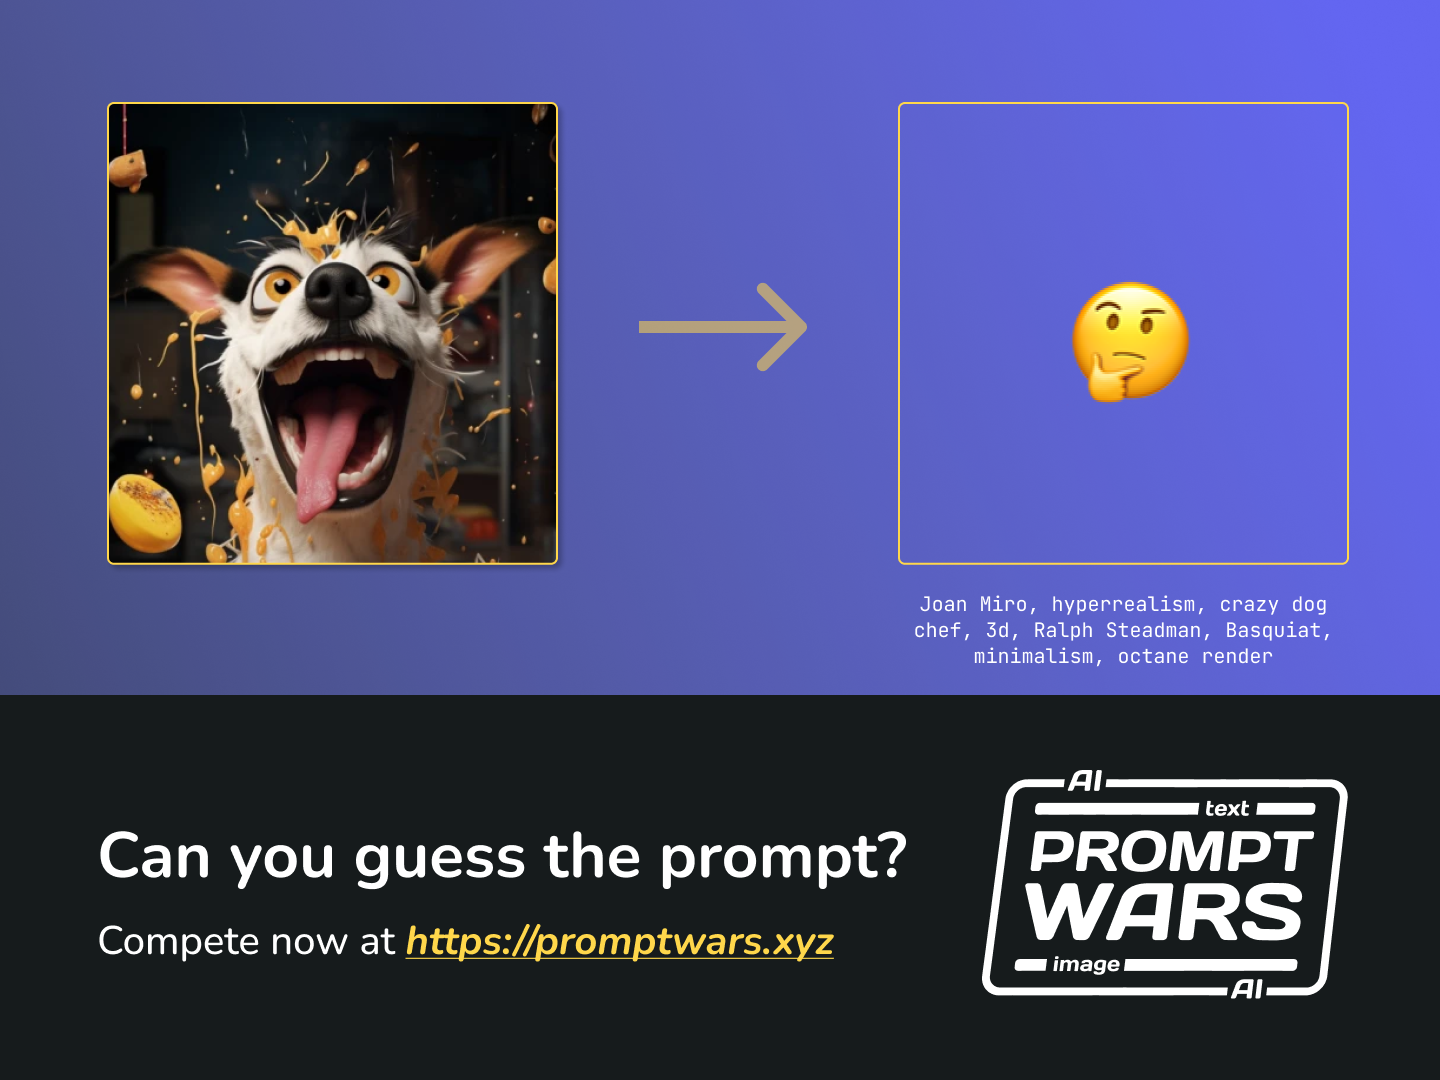 Joan Miro, hyperrealism, crazy dog
chef, 3d, Ralph Steadman, Basquiat,
minimalism, octane render
Can you guess the prompt?
Compete now at https://promptwars.xyz
AI
text
PROMPT
WARS
image
AI